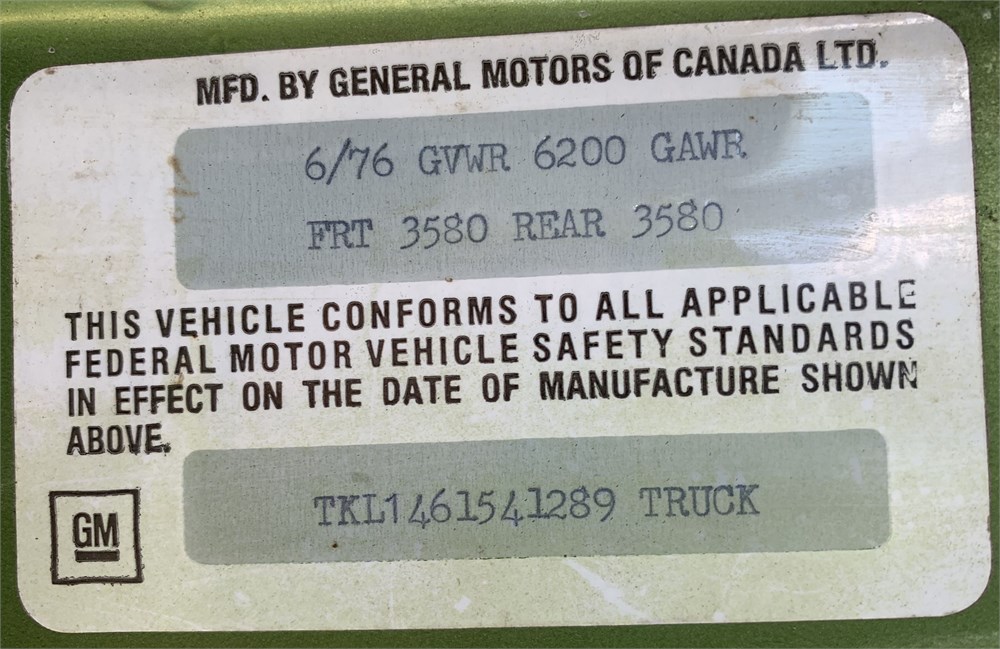 MFD. BY GENERAL MOTORS OF CANADA LTD.
6/76 GVWR 6200 GAWR
FRT 3580 REAR 3580
THIS VEHICLE CONFORMS TO ALL APPLICABLE
FEDERAL MOTOR VEHICLE SAFETY STANDARDS
IN EFFECT ON THE DATE OF MANUFACTURE SHOWN
ABOVE.
TKL1461541289 TRUCK
GM